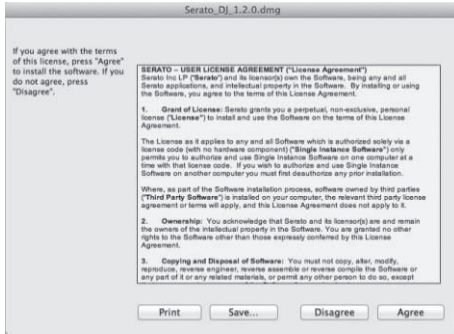 Serato_DJ_1.2.0.dmg
If you agree with the terms
of this license, press "Agree"
to install the software. If you
do not agree, press
"Disagree".
SERATO – USER LICENSE AGREEMENT ("License Agreement")
Serato Inc LP ("Serato") and its licensor(s) own the Software, being any and all
Serato applications, and intellectual property in the Software. By installing or using
the Software, you agree to the terms of this License Agreement.
1. Grant of License: Serato grants you a perpetual, non-exclusive, personal
license ("License") to install and use the Software on the terms of this License
Agreement.
The License as it applies to any and all Software which is authorized solely via a
license code (with no hardware component) ("Single Instance Software") only
permits you to authorize and use Single Instance Software on one computer at a
time with that license code. If you wish to authorize and use Single Instance
Software on another computer you must first deauthorize any prior installation.
Where, as part of the Software installation process, software owned by third parties
("Third Party Software") is installed on your computer, the relevant third party license
agreement or terms will apply, and this License Agreement does not apply to it.
2. Ownership: You acknowledge that Serato and its licensor(s) are and remain
the owners of the intellectual property in the Software. You are granted no other
rights to the Software other than those expressly conferred by this License
Agreement.
3. Copying and Disposal of Software: You must not copy, alter, modify,
reproduce, reverse engineer, reverse assemble or reverse compile the Software or
any part of it or any related materials, or permit any other person to do so, except
Print Save... Disagree Agree